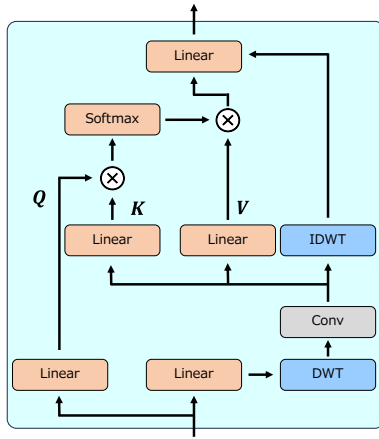 Linear
Softmax
Q
K
V
Linear
Linear
IDWT
Conv
Linear
Linear
DWT